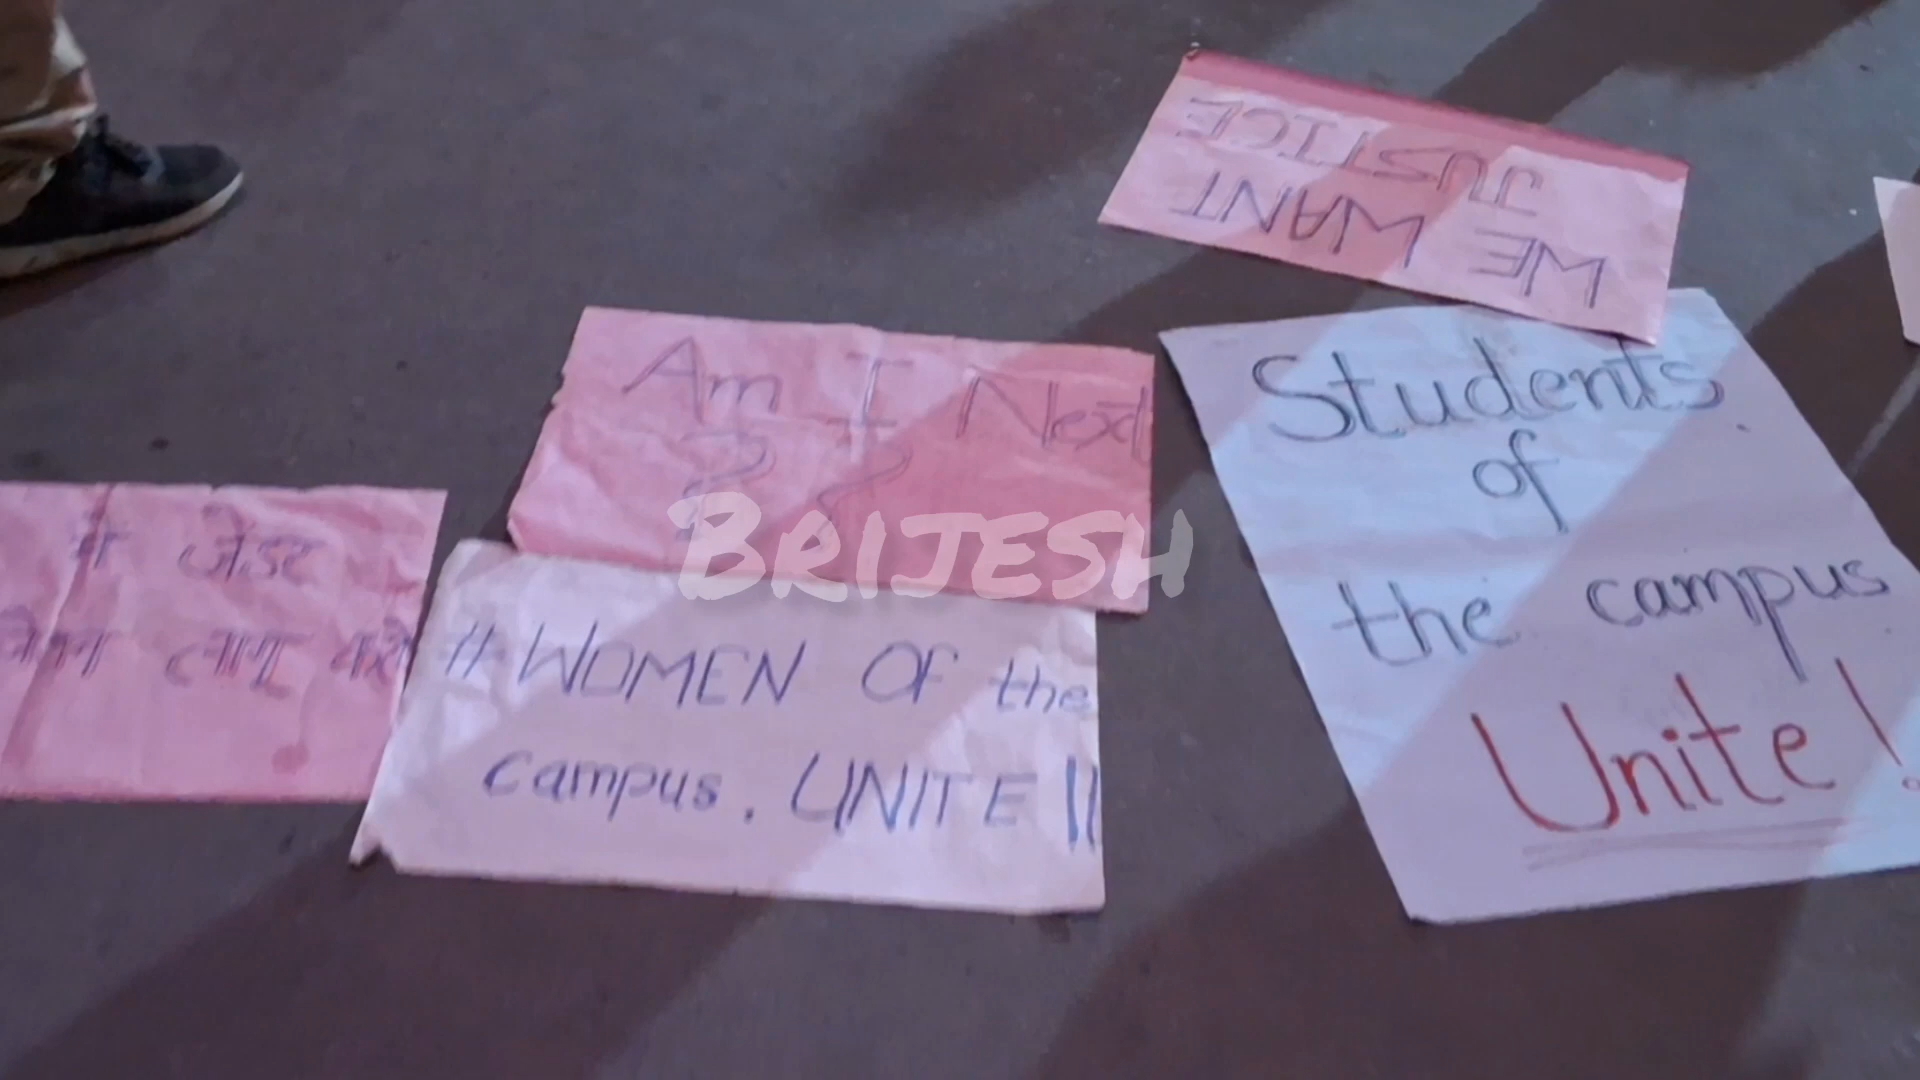 WE WANT
JUSTICE
Am I Next
??
Students
of
the campus
Unite!
#WOMEN OF the
campus. UNITE !!
BRIJESH